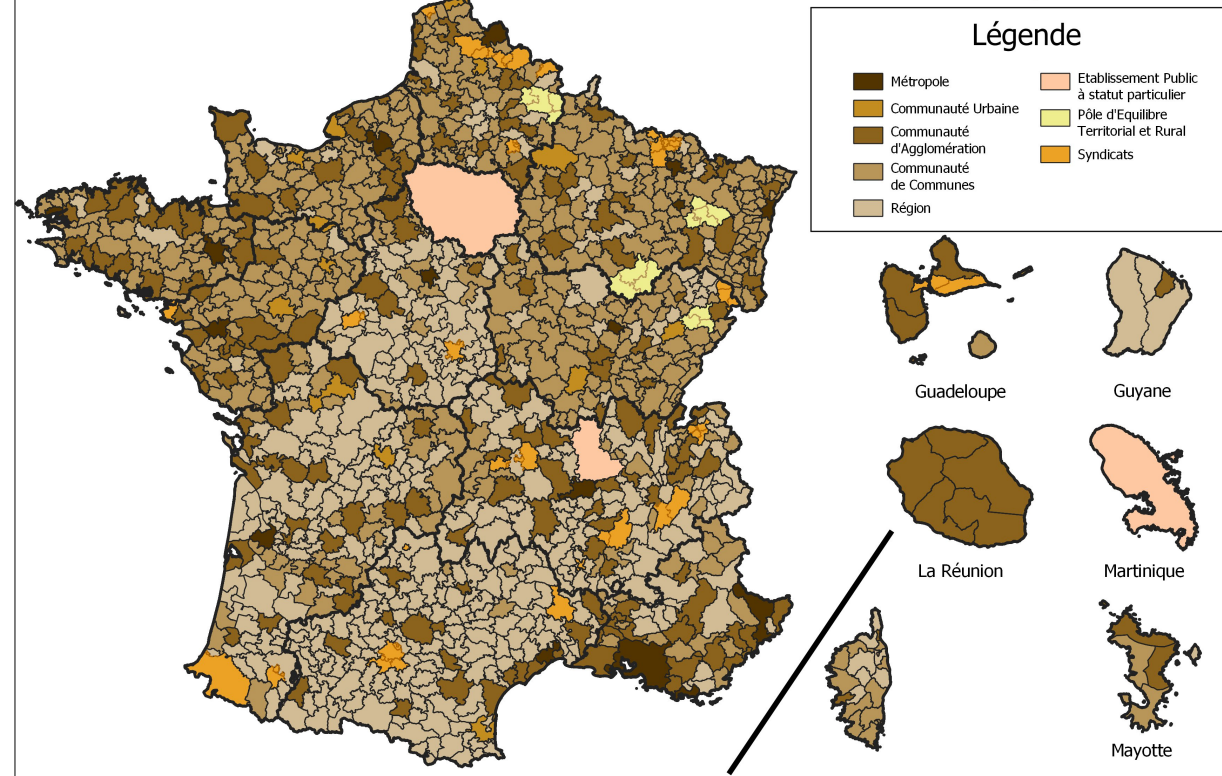 Légende
Métropole
Communauté Urbaine
Communauté
d'Agglomération
Communauté
de Communes
Région
Etablissement Public
à statut particulier
Pôle d'Equilibre
Territorial et Rural
Syndicats
Guadeloupe
Guyane
La Réunion
Martinique
Mayotte